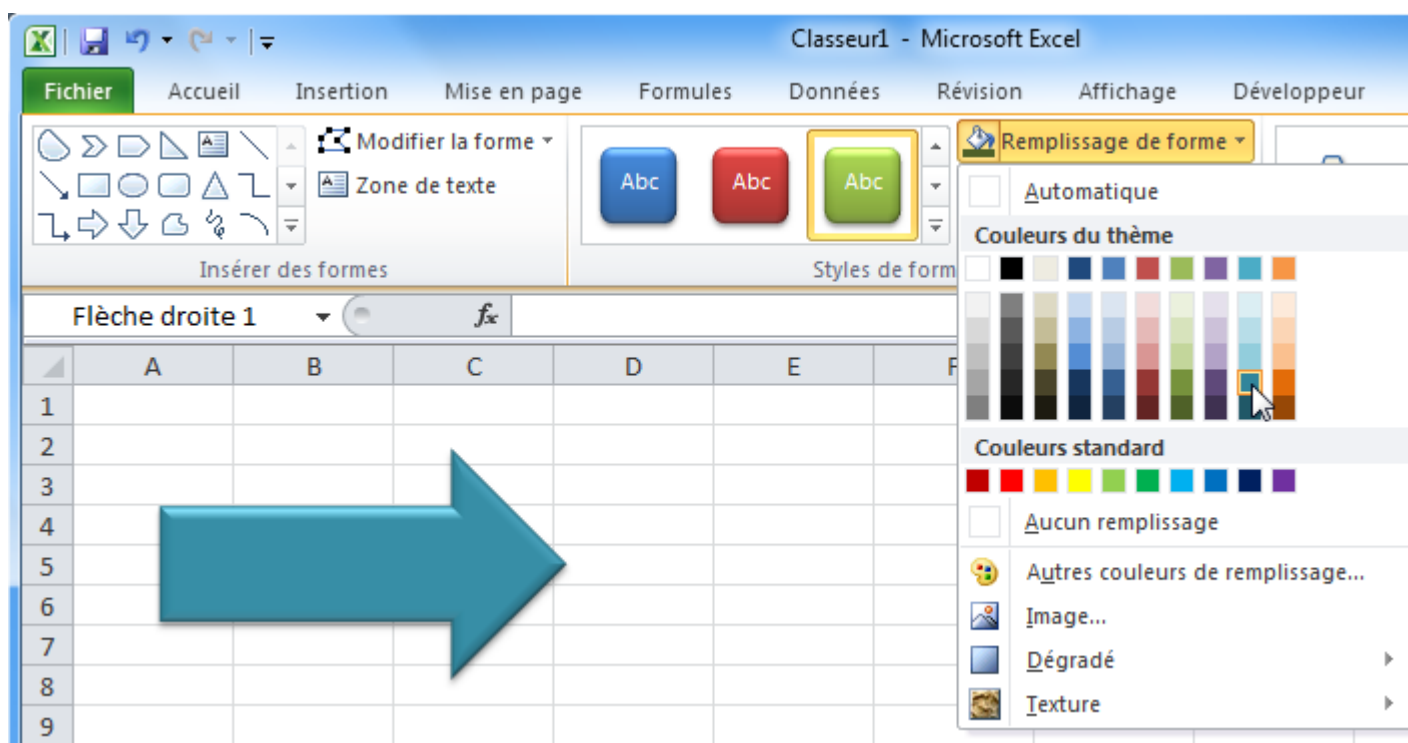 Classeur1 - Microsoft Excel
Fichier Accueil Insertion Mise en page Formules Données Révision Affichage Développeur
Modifier la forme
Zone de texte
Abc Abc Abc
Remplissage de forme
Insérer des formes
Styles de form
Automatique
Couleurs du thème
Couleurs standard
Aucun remplissage
Autres couleurs de remplissage...
Image...
Dégradé
Texture
Flèche droite 1 fx
A B C D E F
1
2
3
4
5
6
7
8
9